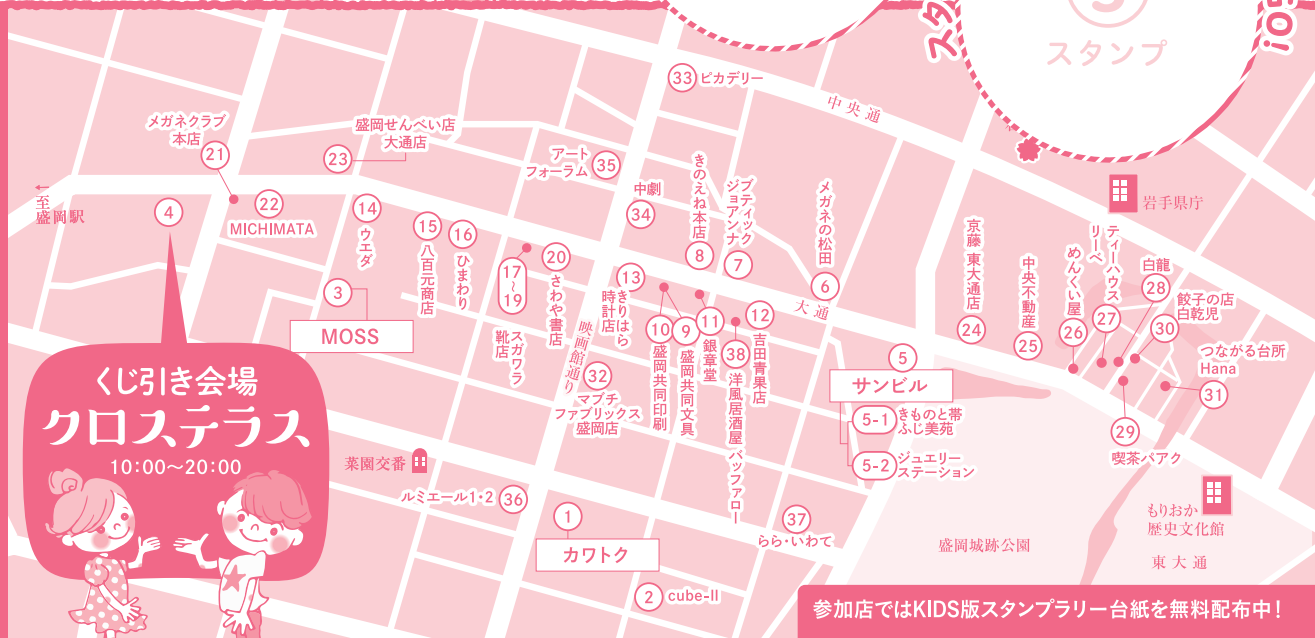 スタ
GO!
スタンプ
33 ピカデリー
中央通
メガネクラブ
本店
21
盛岡せんべい店
大通店
23
アート
フォーラム
35
←
至
盛岡駅
4
22
MICHIMATA
14
ウエダ
15
八百元商店
16
ひまわり
17〜19
スガワラ
靴店
20
さわや書店
中劇
34
13
きりはら
時計店
きのえね本店
8
ブティック
ジョアンナ
7
メガネの松田
6
大通
3
MOSS
映画館通り
32
マブチ
ファブリックス
盛岡店
10
盛岡共同印刷
9
盛岡共同文具
11
銀章堂
38
洋風居酒屋 バッファロー
12
吉田青果店
5
サンビル
5-1 きものと帯
ふじ美苑
5-2 ジュエリー
ステーション
京藤 東大通店
24
中央不動産
25
めんくい屋
26
ティーハウス
リーベ
27
白龍
28
餃子の店
白乾児
30
つながる台所
Hana
31
29
喫茶パアク
岩手県庁
もりおか
歴史文化館
東大通
盛岡城跡公園
くじ引き会場
クロステラス
10:00〜20:00
菜園交番
ルミエール1・2 36
1
カワトク
2 cube-II
37
らら・いわて
参加店ではKIDS版スタンプラリー台紙を無料配布中!